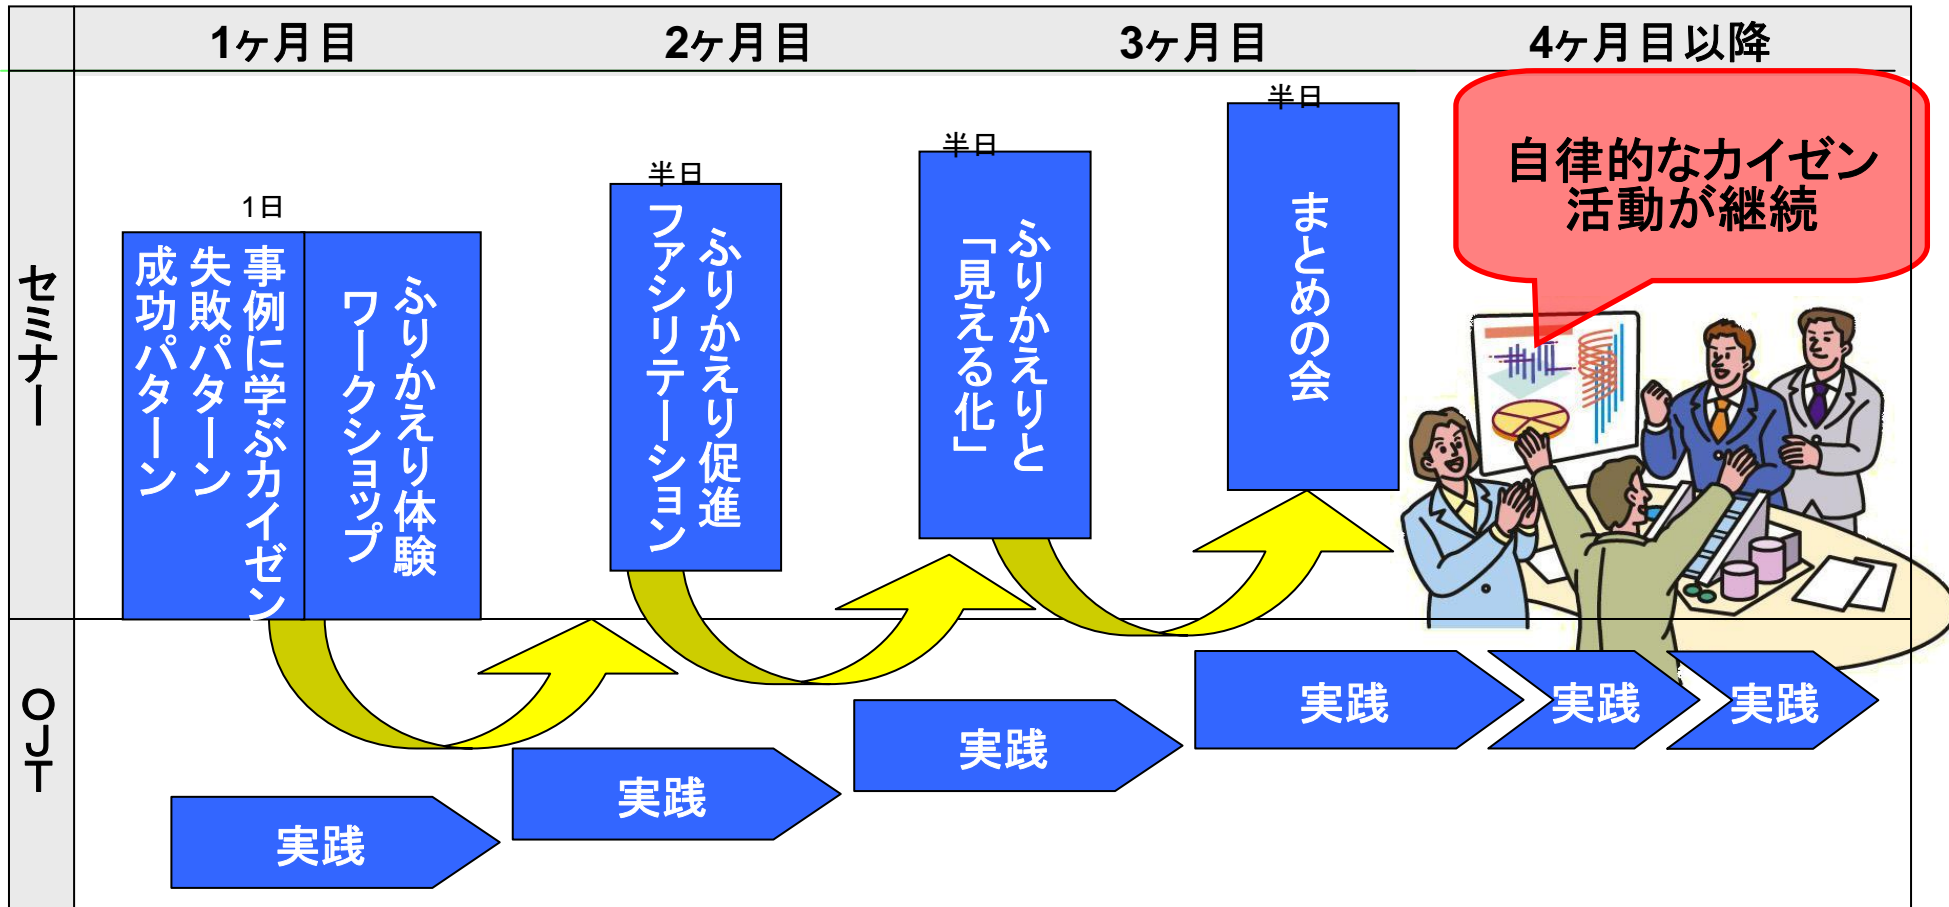 1ヶ月目
2ヶ月目
3ヶ月目
4ヶ月目以降
セミナー
1日
事例に学ぶカイゼン
失敗パターン
成功パターン
ふりかえり体験
ワークショップ
半日
ふりかえり促進
ファシリテーション
半日
ふりかえりと
「見える化」
半日
まとめの会
自律的なカイゼン
活動が継続
OJT
実践
実践
実践
実践
実践
実践